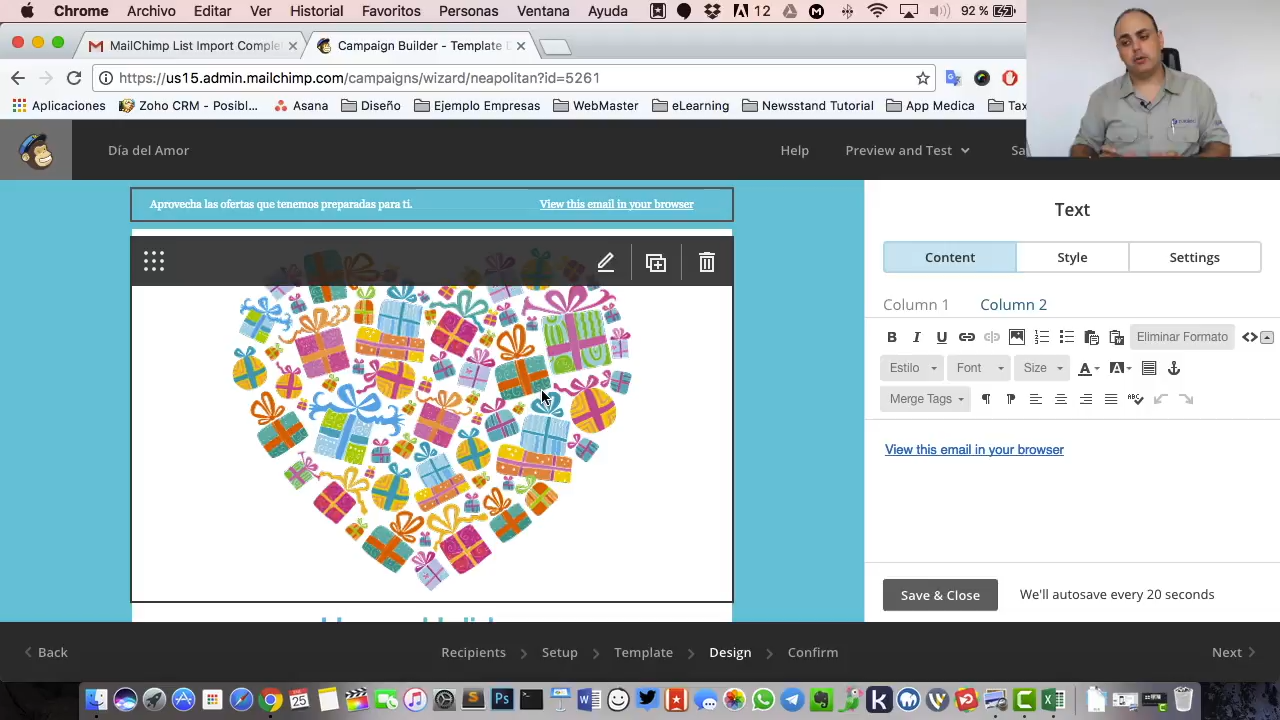 Chrome Archivo Editar Ver Historial Favoritos Personas Ventana Ayuda 12 92 %
MailChimp List Import Comple
Campaign Builder - Template D
https://us15.admin.mailchimp.com/campaigns/wizard/neapolitan?id=5261
Aplicaciones Zoho CRM - Posibl... Asana Diseño Ejemplo Empresas WebMaster eLearning Newsstand Tutorial App Medica Tax
Día del Amor Help Preview and Test Sa
Aprovecha las ofertas que tenemos preparadas para ti. View this email in your browser
Text
Content Style Settings
Column 1 Column 2
B I U Eliminar Formato
Estilo Font Size A A
Merge Tags
View this email in your browser
Save & Close We'll autosave every 20 seconds
Back Recipients Setup Template Design Confirm Next
25